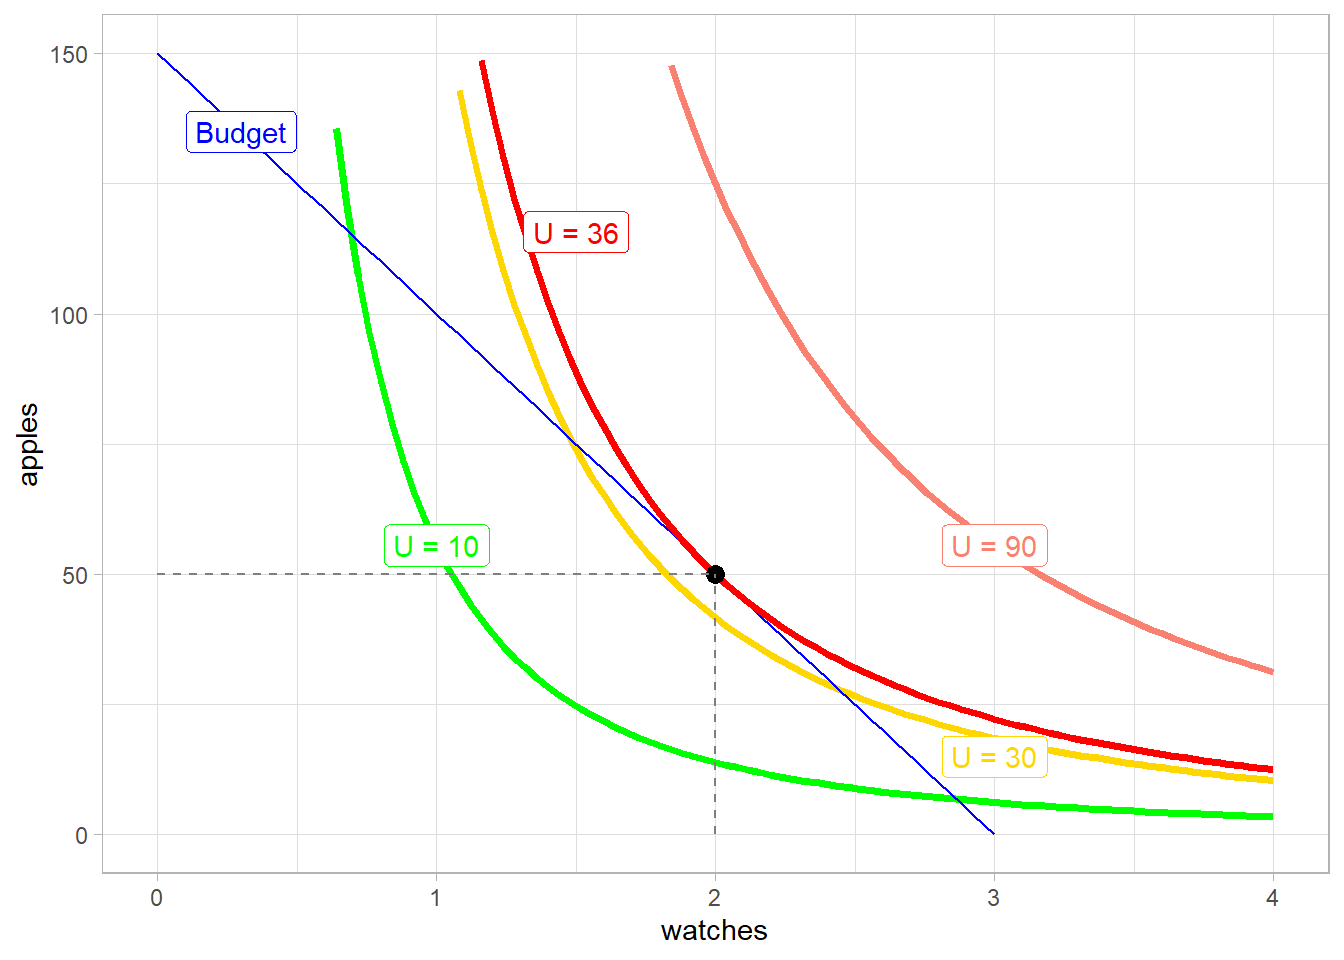 150
100
50
0
apples
Budget
U = 36
U = 10
U = 90
U = 30
0 1 2 3 4
watches